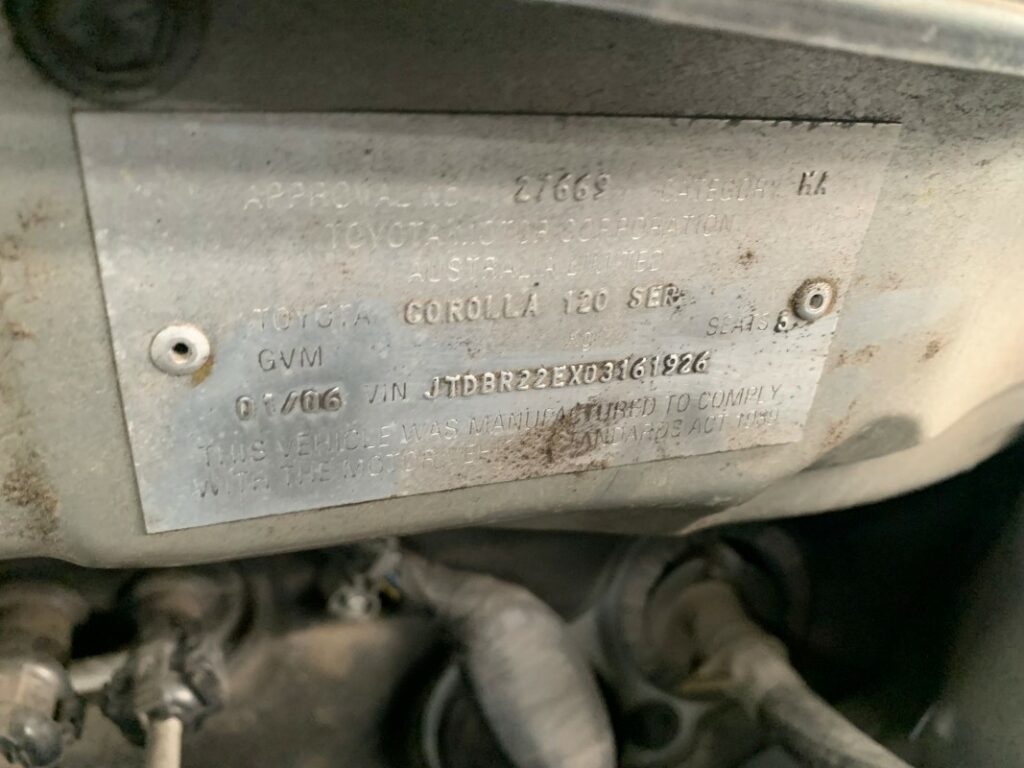 APPROVAL NO 27669 CATEGORY MA
TOYOTA MOTOR CORPORATION
AUSTRALIA LIMITED
TOYOTA COROLLA 120 SER
GVM SEATS 5
01/06 VIN JTDBR22EX03161926
THIS VEHICLE WAS MANUFACTURED TO COMPLY
WITH THE MOTOR VEHICLE STANDARDS ACT 1989